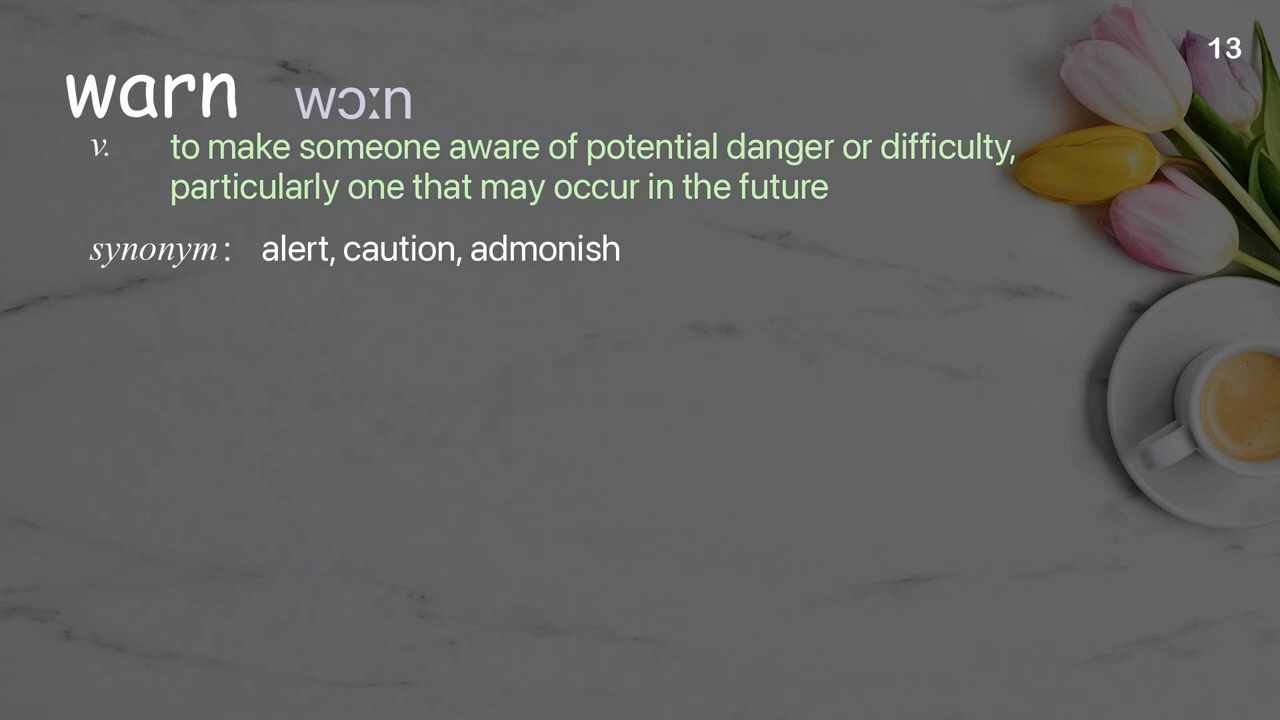 13
warn wɔːn
v. to make someone aware of potential danger or difficulty,
particularly one that may occur in the future
synonym : alert, caution, admonish